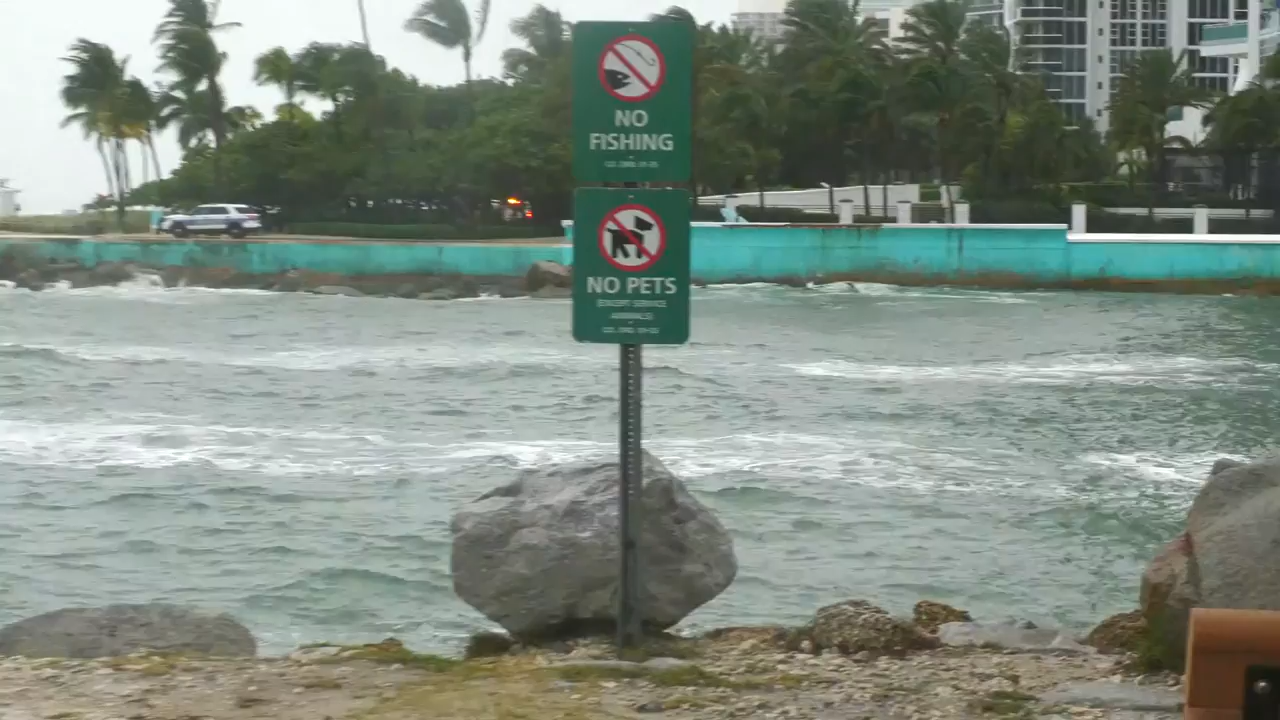 NO
FISHING
NO PETS
(EXCEPT SERVICE
ANIMALS)